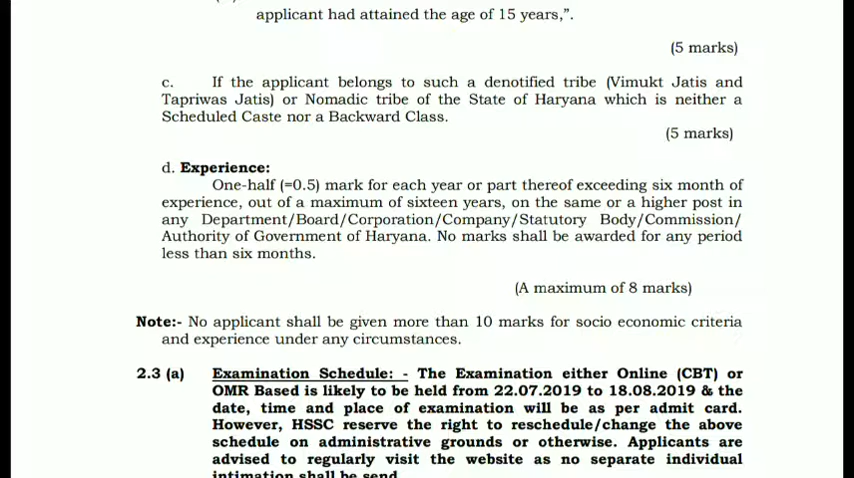 applicant had attained the age of 15 years,”.
(5 marks)
c. If the applicant belongs to such a denotified tribe (Vimukt Jatis and
Tapriwas Jatis) or Nomadic tribe of the State of Haryana which is neither a
Scheduled Caste nor a Backward Class.
(5 marks)
d. Experience:
One-half (=0.5) mark for each year or part thereof exceeding six month of
experience, out of a maximum of sixteen years, on the same or a higher post in
any Department/Board/Corporation/Company/Statutory Body/Commission/
Authority of Government of Haryana. No marks shall be awarded for any period
less than six months.
(A maximum of 8 marks)
Note:- No applicant shall be given more than 10 marks for socio economic criteria
and experience under any circumstances.
2.3 (a) Examination Schedule: - The Examination either Online (CBT) or
OMR Based is likely to be held from 22.07.2019 to 18.08.2019 & the
date, time and place of examination will be as per admit card.
However, HSSC reserve the right to reschedule/change the above
schedule on administrative grounds or otherwise. Applicants are
advised to regularly visit the website as no separate individual
intimation shall be send